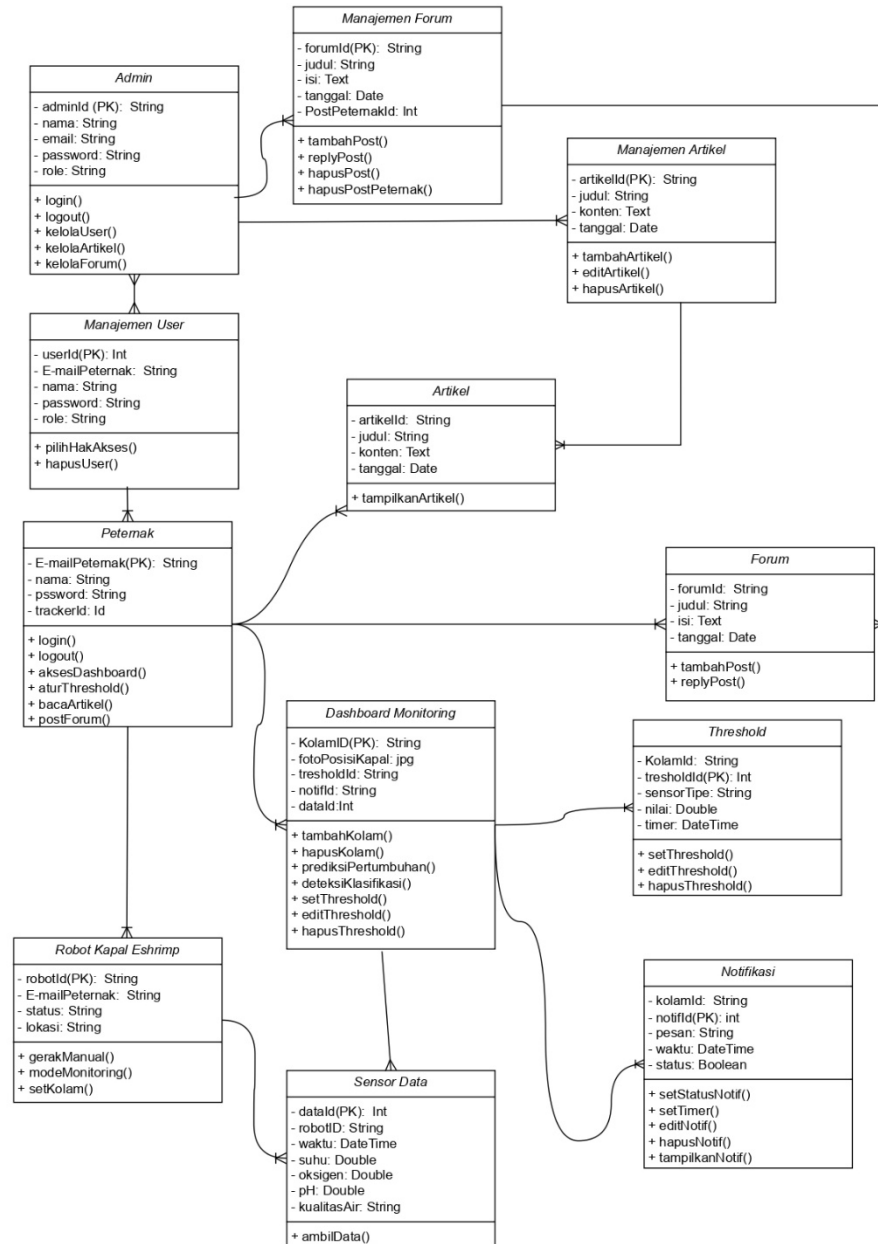 Manajemen Forum
- forumId(PK): String
- judul: String
- isi: Text
- tanggal: Date
- PostPeternakId: Int
+ tambahPost()
+ replyPost()
+ hapusPost()
+ hapusPostPeternak()
Admin
- adminId (PK): String
- nama: String
- email: String
- password: String
- role: String
+ login()
+ logout()
+ kelolaUser()
+ kelolaArtikel()
+ kelolaForum()
Manajemen Artikel
- artikelId(PK): String
- judul: String
- konten: Text
- tanggal: Date
+ tambahArtikel()
+ editArtikel()
+ hapusArtikel()
Manajemen User
- userId(PK): Int
- E-mailPeternak: String
- nama: String
- password: String
- role: String
+ pilihHakAkses()
+ hapusUser()
Artikel
- artikelId: String
- judul: String
- konten: Text
- tanggal: Date
+ tampilkanArtikel()
Peternak
- E-mailPeternak(PK): String
- nama: String
- pssword: String
- trackerId: Id
+ login()
+ logout()
+ aksesDashboard()
+ aturThreshold()
+ bacaArtikel()
+ postForum()
Forum
- forumId: String
- judul: String
- isi: Text
- tanggal: Date
+ tambahPost()
+ replyPost()
Dashboard Monitoring
- KolamID(PK): String
- fotoPosisiKapal: jpg
- tresholdId: String
- notifId: String
- dataId:Int
+ tambahKolam()
+ hapusKolam()
+ prediksiPertumbuhan()
+ deteksiKlasifikasi()
+ setThreshold()
+ editThreshold()
+ hapusThreshold()
Threshold
- KolamId: String
- tresholdId(PK): Int
- sensorTipe: String
- nilai: Double
- timer: DateTime
+ setThreshold()
+ editThreshold()
+ hapusThreshold()
Robot Kapal Eshrimp
- robotId(PK): String
- E-mailPeternak: String
- status: String
- lokasi: String
+ gerakManual()
+ modeMonitoring()
+ setKolam()
Notifikasi
- kolamId: String
- notifId(PK): int
- pesan: String
- waktu: DateTime
- status: Boolean
+ setStatusNotif()
+ setTimer()
+ editNotif()
+ hapusNotif()
+ tampilkanNotif()
Sensor Data
- dataId(PK): Int
- robotID: String
- waktu: DateTime
- suhu: Double
- oksigen: Double
- pH: Double
- kualitasAir: String
+ ambilData()